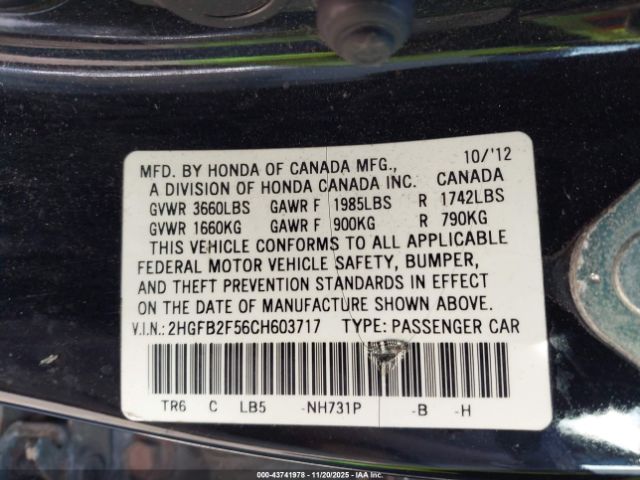 MFD. BY HONDA OF CANADA MFG., 10/'12
A DIVISION OF HONDA CANADA INC. CANADA
GVWR 3660LBS GAWR F 1985LBS R 1742LBS
GVWR 1660KG GAWR F 900KG R 790KG
THIS VEHICLE CONFORMS TO ALL APPLICABLE
FEDERAL MOTOR VEHICLE SAFETY, BUMPER,
AND THEFT PREVENTION STANDARDS IN EFFECT
ON THE DATE OF MANUFACTURE SHOWN ABOVE.
V.I.N.: 2HGFB2F56CH603717 TYPE: PASSENGER CAR
TR6 C LB5 -NH731P -B -H
000-43741978 - 11/20/2025 - IAA Inc.